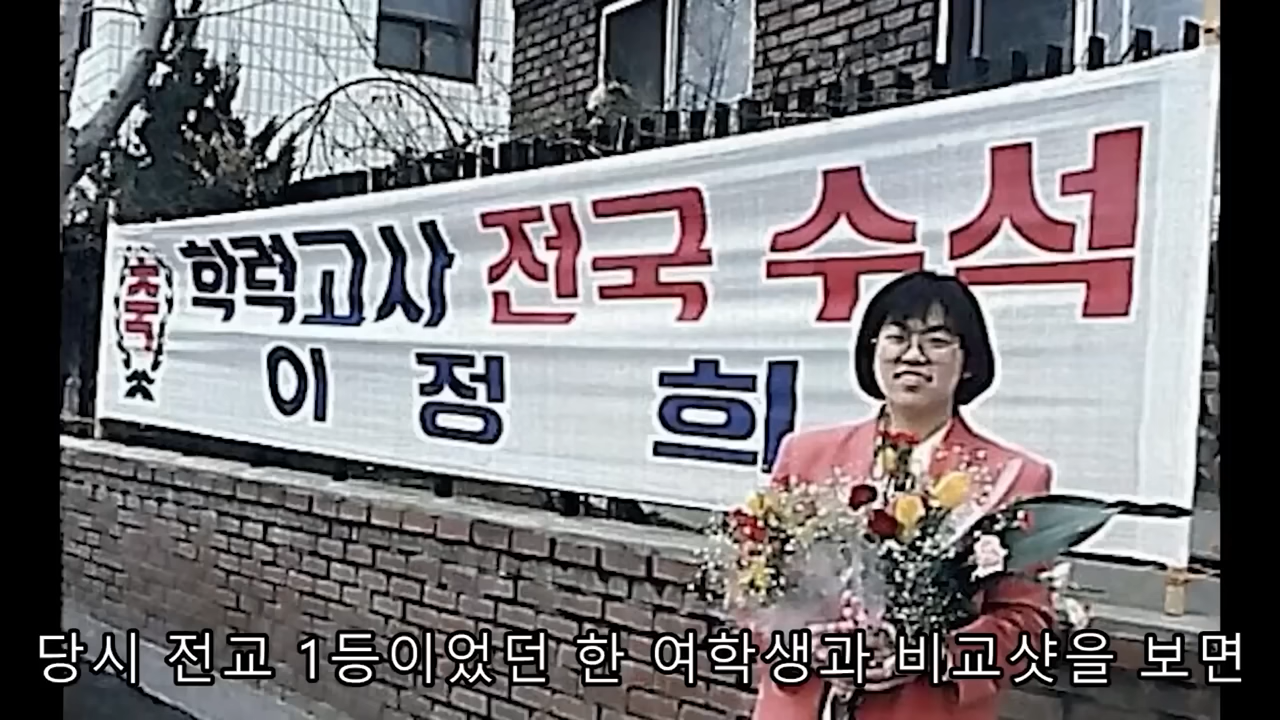 축
학력고사 전국 수석
이 정 희
당시 전교 1등이었던 한 여학생과 비교샷을 보면